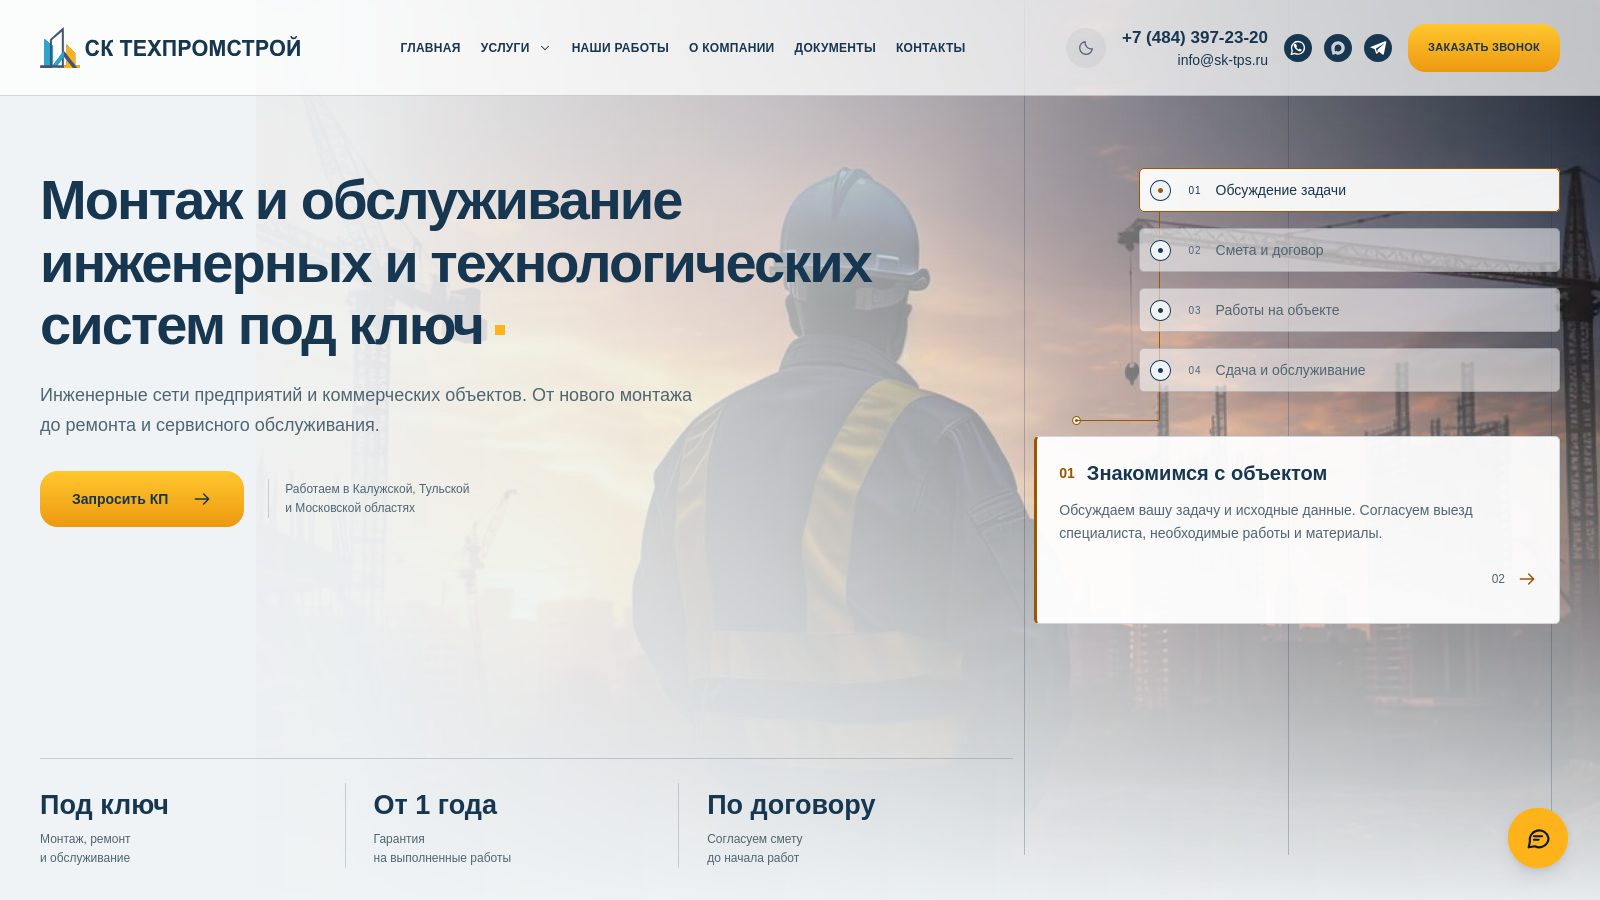 СК ТЕХПРОМСТРОЙ
ГЛАВНАЯ
УСЛУГИ
НАШИ РАБОТЫ
О КОМПАНИИ
ДОКУМЕНТЫ
КОНТАКТЫ
+7 (484) 397-23-20
info@sk-tps.ru
ЗАКАЗАТЬ ЗВОНОК
Монтаж и обслуживание
инженерных и технологических
систем под ключ
Инженерные сети предприятий и коммерческих объектов. От нового монтажа
до ремонта и сервисного обслуживания.
Запросить КП
Работаем в Калужской, Тульской
и Московской областях
01 Обсуждение задачи
02 Смета и договор
03 Работы на объекте
04 Сдача и обслуживание
01 Знакомимся с объектом
Обсуждаем вашу задачу и исходные данные. Согласуем выезд
специалиста, необходимые работы и материалы.
02
Под ключ
Монтаж, ремонт
и обслуживание
От 1 года
Гарантия
на выполненные работы
По договору
Согласуем смету
до начала работ